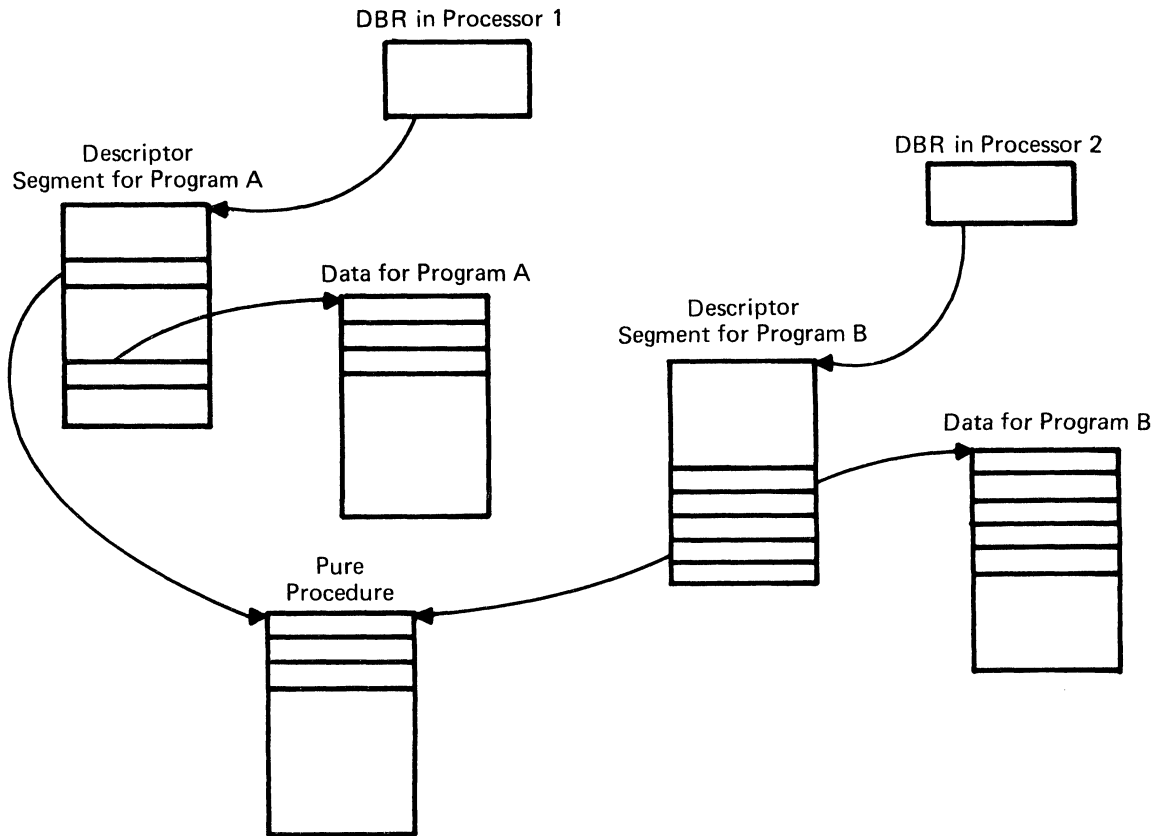 DBR in Processor 1
DBR in Processor 2
Descriptor
Segment for Program A
Data for Program A
Descriptor
Segment for Program B
Data for Program B
Pure
Procedure